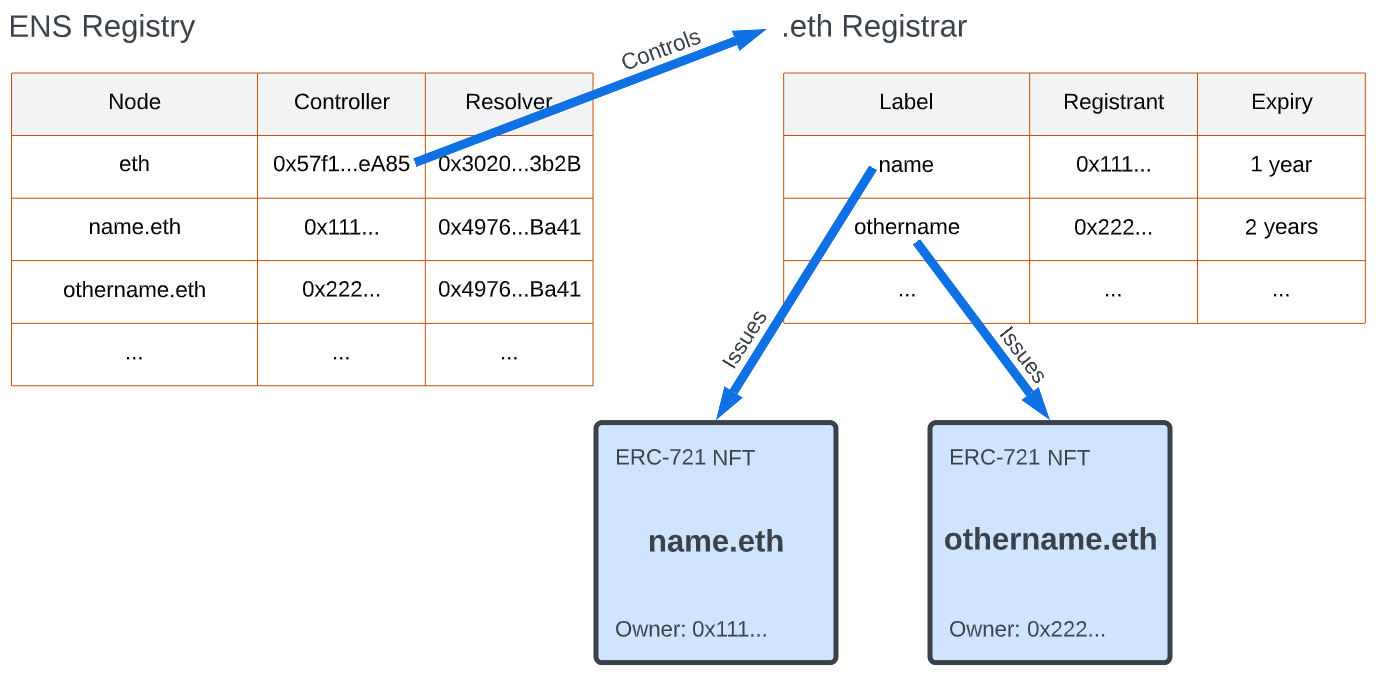 ENS Registry
Node Controller Resolver
eth 0x57f1...eA85 0x3020...3b2B
name.eth 0x111... 0x4976...Ba41
othername.eth 0x222... 0x4976...Ba41
... ... ...
Controls
.eth Registrar
Label Registrant Expiry
name 0x111... 1 year
othername 0x222... 2 years
... ... ...
Issues
Issues
ERC-721 NFT
name.eth
Owner: 0x111...
ERC-721 NFT
othername.eth
Owner: 0x222...